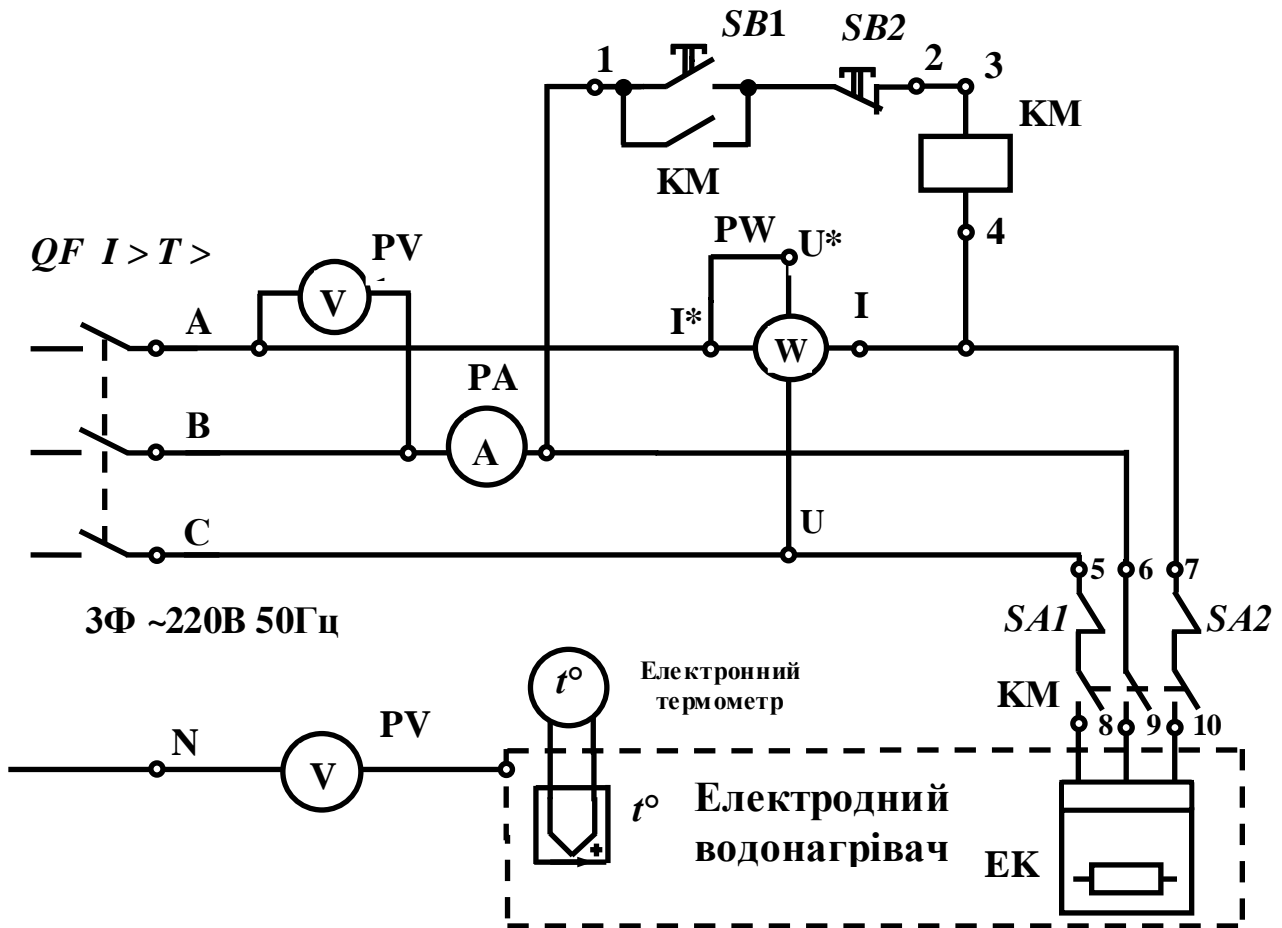 SB1
SB2
1
2
3
KM
KM
4
QF I > T >
PV
V
PW
U*
A
I*
I
W
PA
B
A
C
U
5
6
7
3Ф ~220В 50Гц
SA1
SA2
t°
Електронний
термометр
KM
8
9
10
N
PV
V
t°
Електродний
водонагрівач
EK